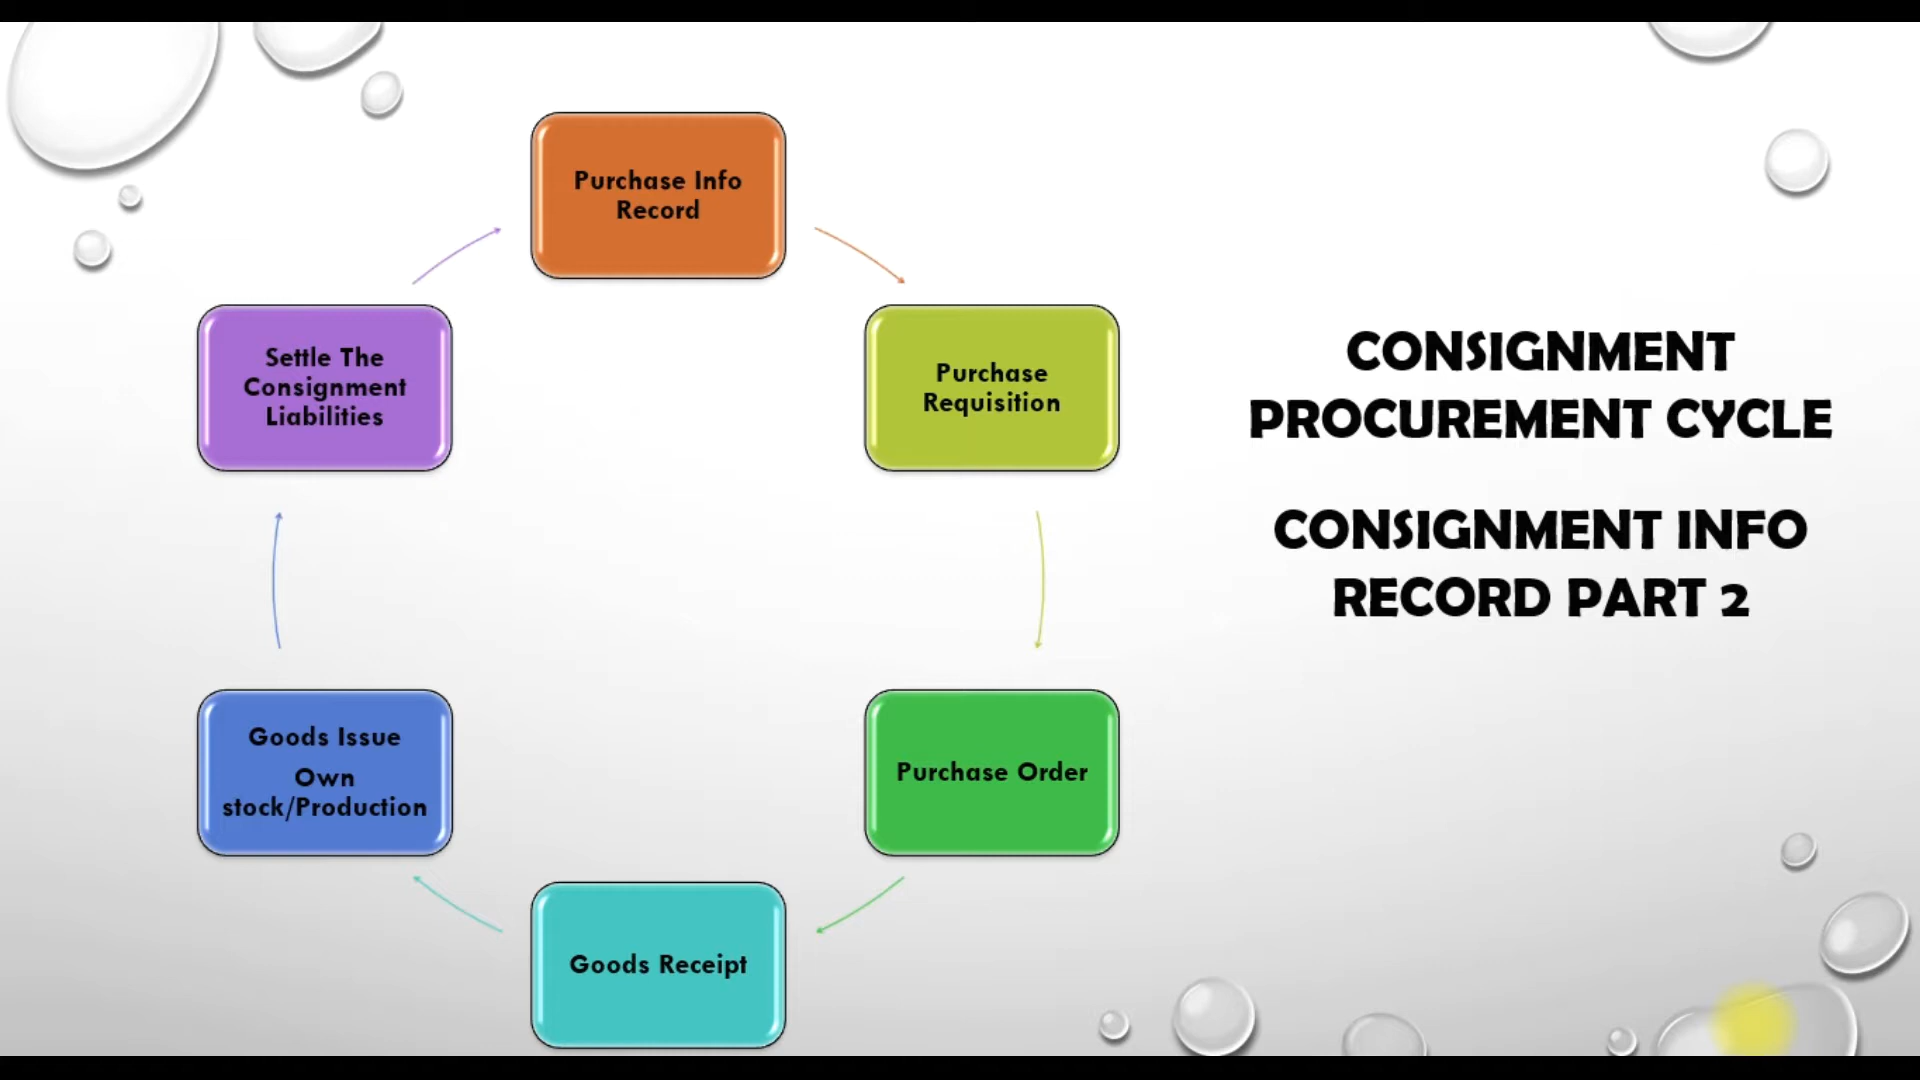 Purchase Info
Record
Purchase
Requisition
Purchase Order
Goods Receipt
Goods Issue
Own
stock/Production
Settle The
Consignment
Liabilities
CONSIGNMENT
PROCUREMENT CYCLE
CONSIGNMENT INFO
RECORD PART 2